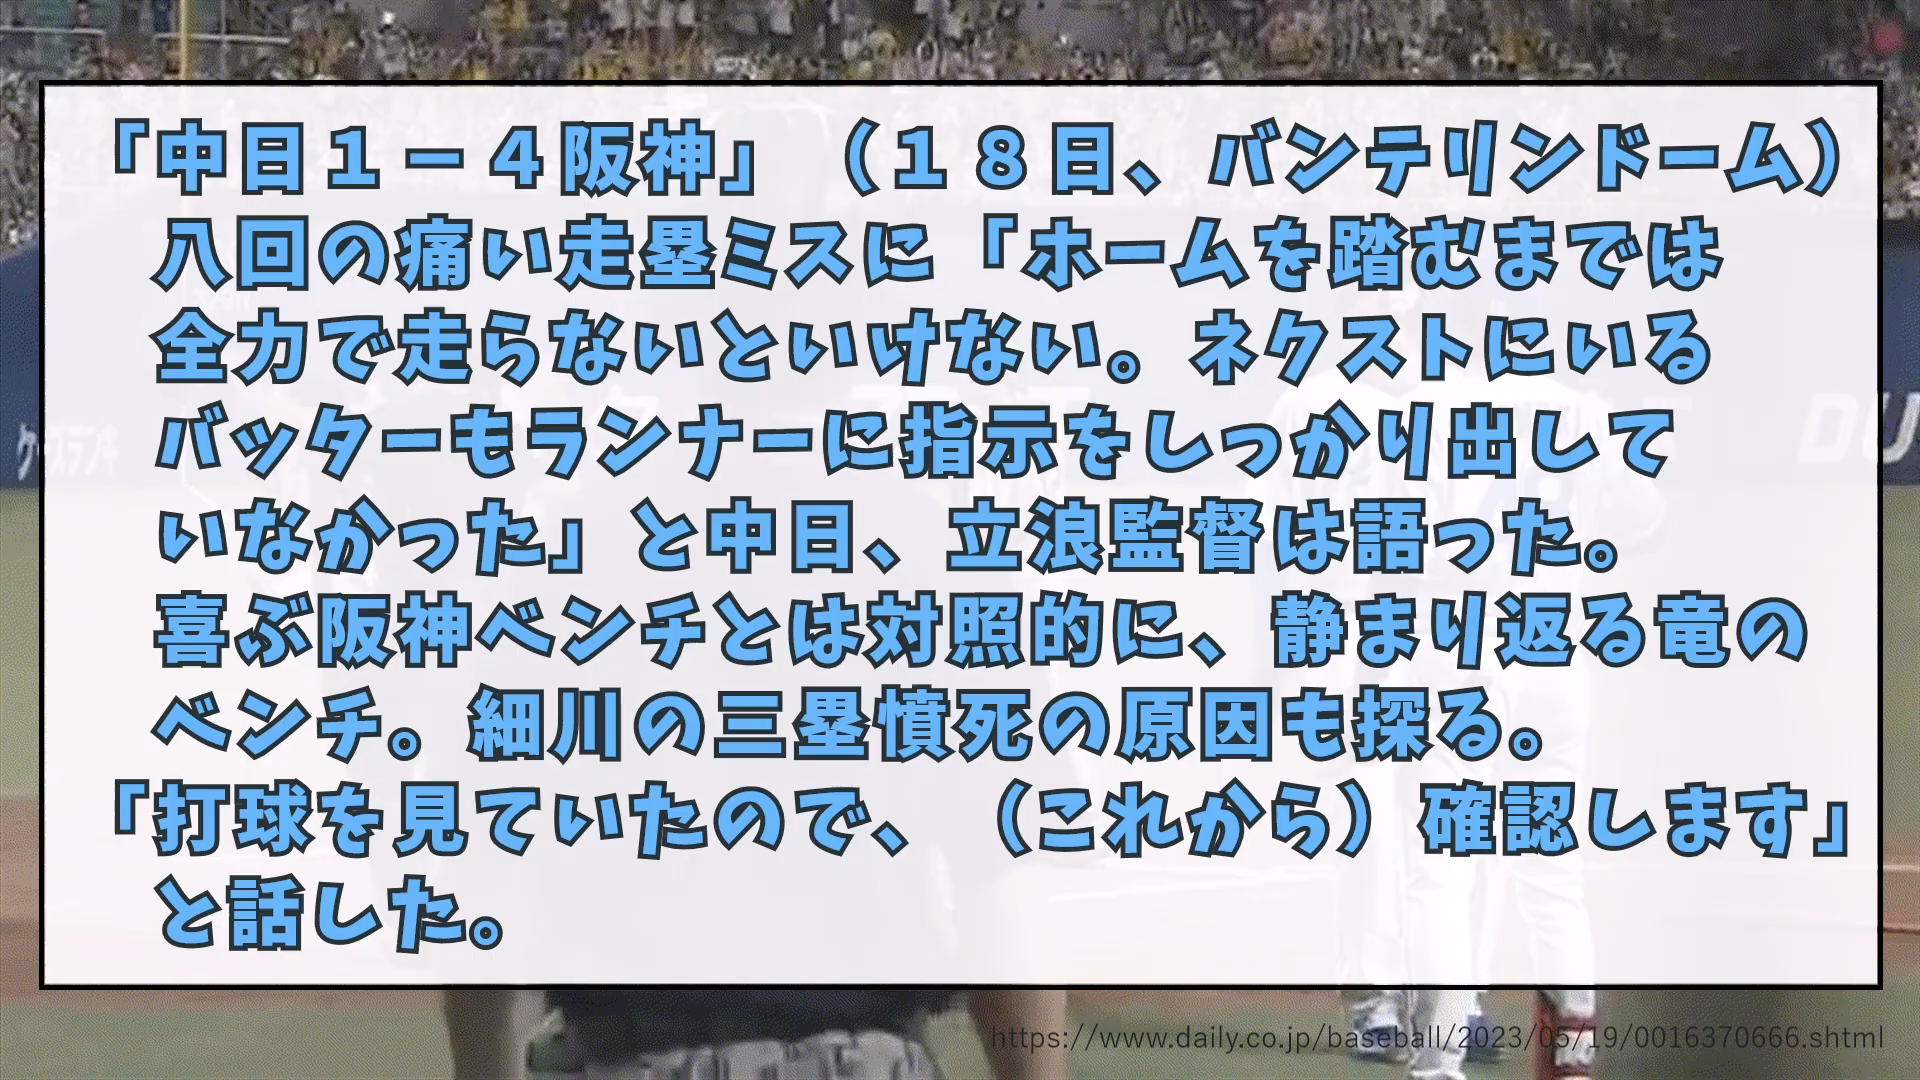 「中日１－４阪神」（１８日、バンテリンドーム）
八回の痛い走塁ミスに「ホームを踏むまでは
全力で走らないといけない。ネクストにいる
バッターもランナーに指示をしっかり出して
いなかった」と中日、立浪監督は語った。
喜ぶ阪神ベンチとは対照的に、静まり返る竜の
ベンチ。細川の三塁憤死の原因も探る。
「打球を見ていたので、（これから）確認します」
と話した。
ケーズデンキ
DU
https://www.daily.co.jp/baseball/2023/05/19/0016370666.shtml